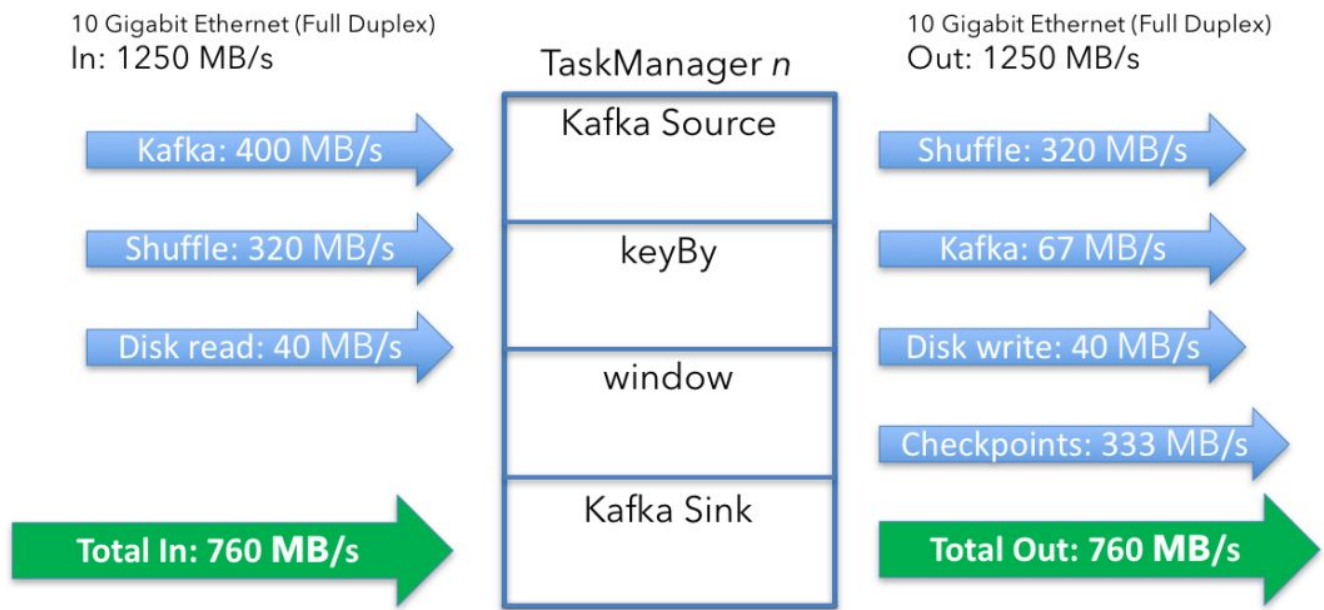 10 Gigabit Ethernet (Full Duplex)
In: 1250 MB/s
Kafka: 400 MB/s
Shuffle: 320 MB/s
Disk read: 40 MB/s
Total In: 760 MB/s
TaskManager n
Kafka Source
keyBy
window
Kafka Sink
10 Gigabit Ethernet (Full Duplex)
Out: 1250 MB/s
Shuffle: 320 MB/s
Kafka: 67 MB/s
Disk write: 40 MB/s
Checkpoints: 333 MB/s
Total Out: 760 MB/s